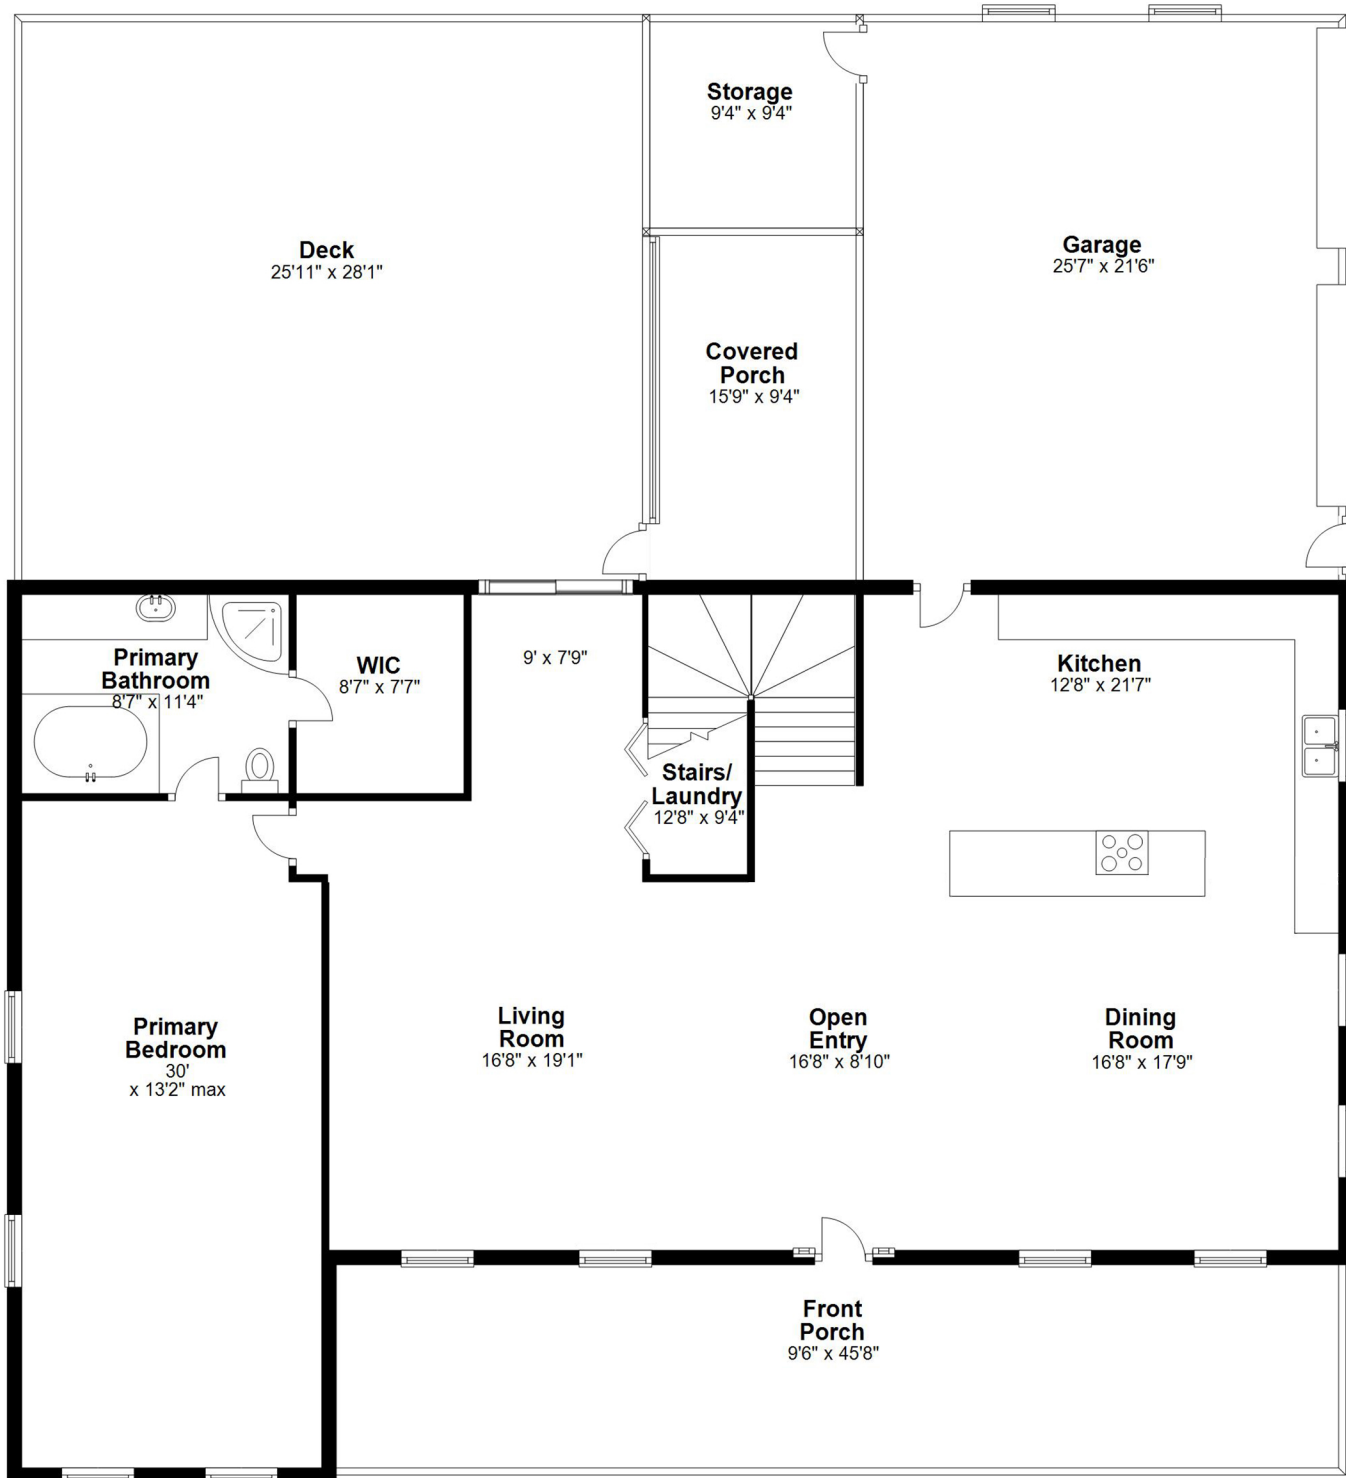 Storage
9'4" x 9'4"
Deck
25'11" x 28'1"
Garage
25'7" x 21'6"
Covered
Porch
15'9" x 9'4"
Primary
Bathroom
8'7" x 11'4"
WIC
8'7" x 7'7"
9' x 7'9"
Kitchen
12'8" x 21'7"
Stairs/
Laundry
12'8" x 9'4"
Primary
Bedroom
30'
x 13'2" max
Living
Room
16'8" x 19'1"
Open
Entry
16'8" x 8'10"
Dining
Room
16'8" x 17'9"
Front
Porch
9'6" x 45'8"